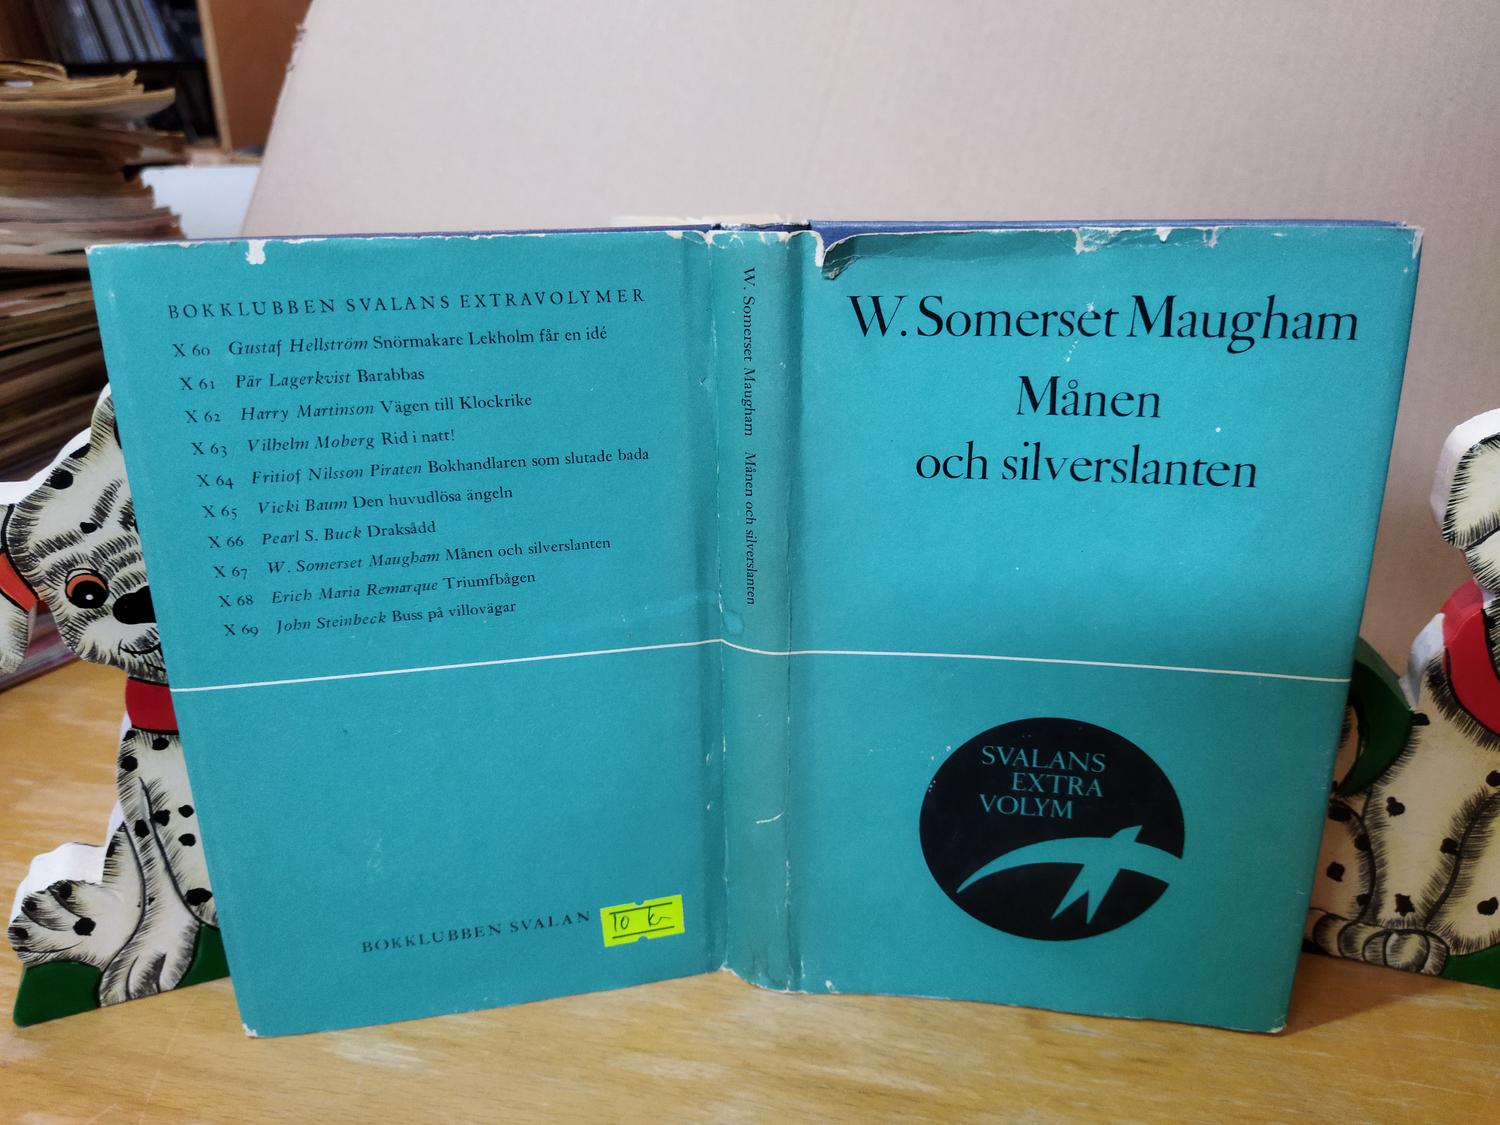 BOKKLUBBEN SVALANS EXTRAVOLYMER
X 60 Gustaf Hellström Snörmakare Lekholm får en idé
X 61 Pär Lagerkvist Barabbas
X 62 Harry Martinson Vägen till Klockrike
X 63 Vilhelm Moberg Rid i natt!
X 64 Fritiof Nilsson Piraten Bokhandlaren som slutade bada
X 65 Vicki Baum Den huvudlösa ängeln
X 66 Pearl S. Buck Draksådd
X 67 W. Somerset Maugham Månen och silverslanten
X 68 Erich Maria Remarque Triumfbågen
X 69 John Steinbeck Buss på villovägar
BOKKLUBBEN SVALAN
10 kr
W. Somerset Maugham Månen och silverslanten
W. Somerset Maugham
Månen
och silverslanten
SVALANS
EXTRA
VOLYM